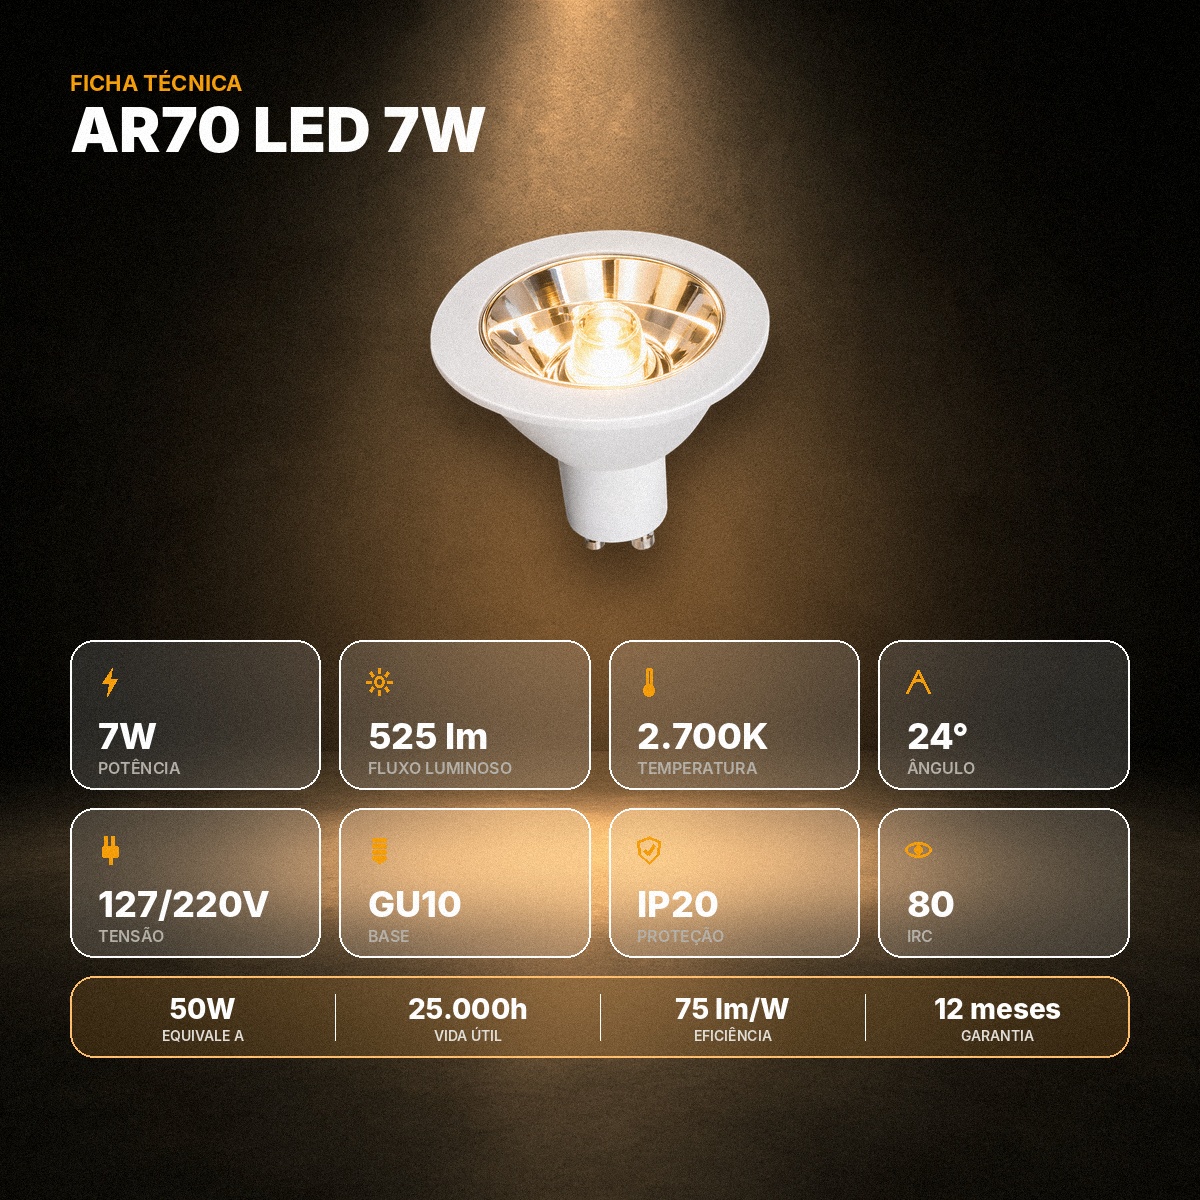 FICHA TÉCNICA
AR70 LED 7W
7W
POTÊNCIA
525 lm
FLUXO LUMINOSO
2.700K
TEMPERATURA
24°
ÂNGULO
127/220V
TENSÃO
GU10
BASE
IP20
PROTEÇÃO
80
IRC
50W
EQUIVALE A
25.000h
VIDA ÚTIL
75 lm/W
EFICIÊNCIA
12 meses
GARANTIA